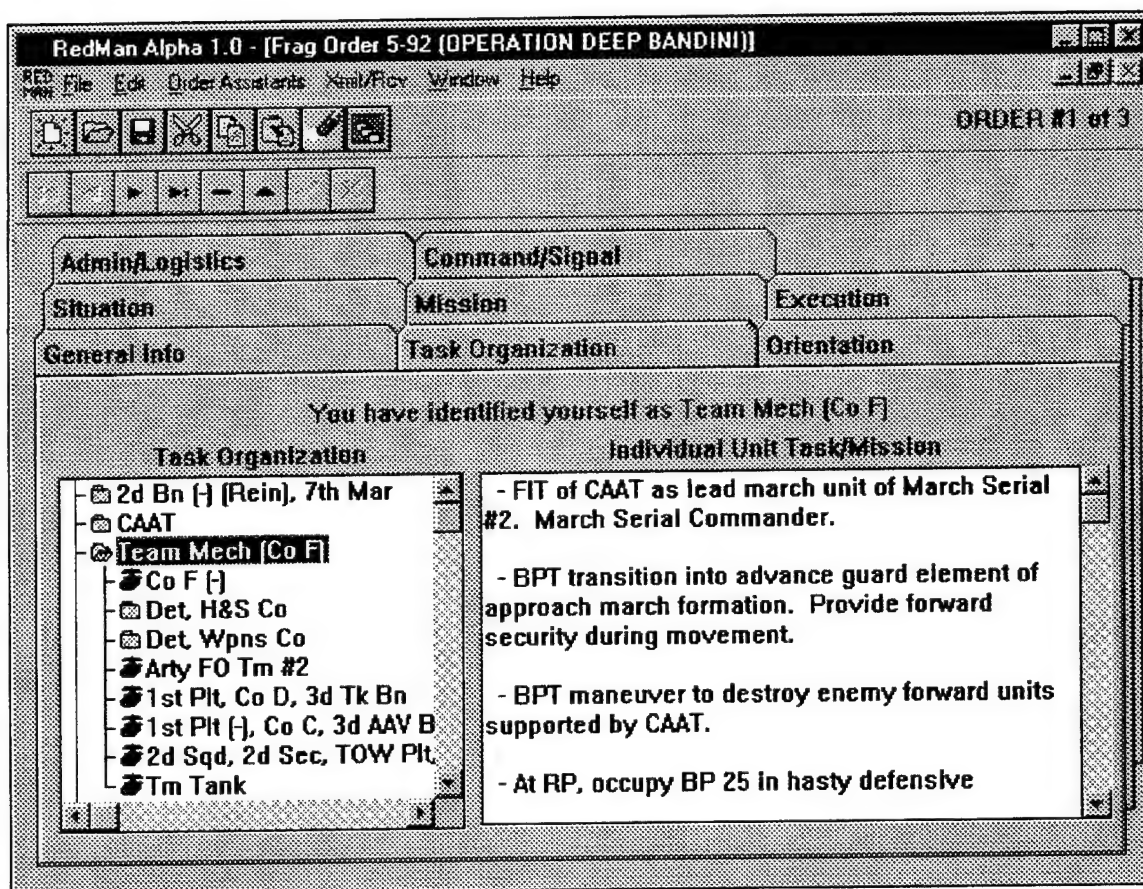 RedMan Alpha 1.0 - [Frag Order 5-92 (OPERATION DEEP BANDINI)]
RED MAN File Edit Order Assistants Xmit/Rcv Window Help
ORDER #1 of 3
Admin/Logistics Command/Signal
Situation Mission Execution
General Info Task Organization Orientation
You have identified yourself as Team Mech (Co F)
Task Organization
2d Bn (-) (Rein), 7th Mar
CAAT
Team Mech (Co F)
Co F (-)
Det, H&S Co
Det, Wpns Co
Arty FO Tm #2
1st Plt, Co D, 3d Tk Bn
1st Plt (-), Co C, 3d AAV B
2d Sqd, 2d Sec, TOW Plt,
Tm Tank
Individual Unit Task/Mission
- FIT of CAAT as lead march unit of March Serial
#2. March Serial Commander.
- BPT transition into advance guard element of
approach march formation. Provide forward
security during movement.
- BPT maneuver to destroy enemy forward units
supported by CAAT.
- At RP, occupy BP 25 in hasty defensive